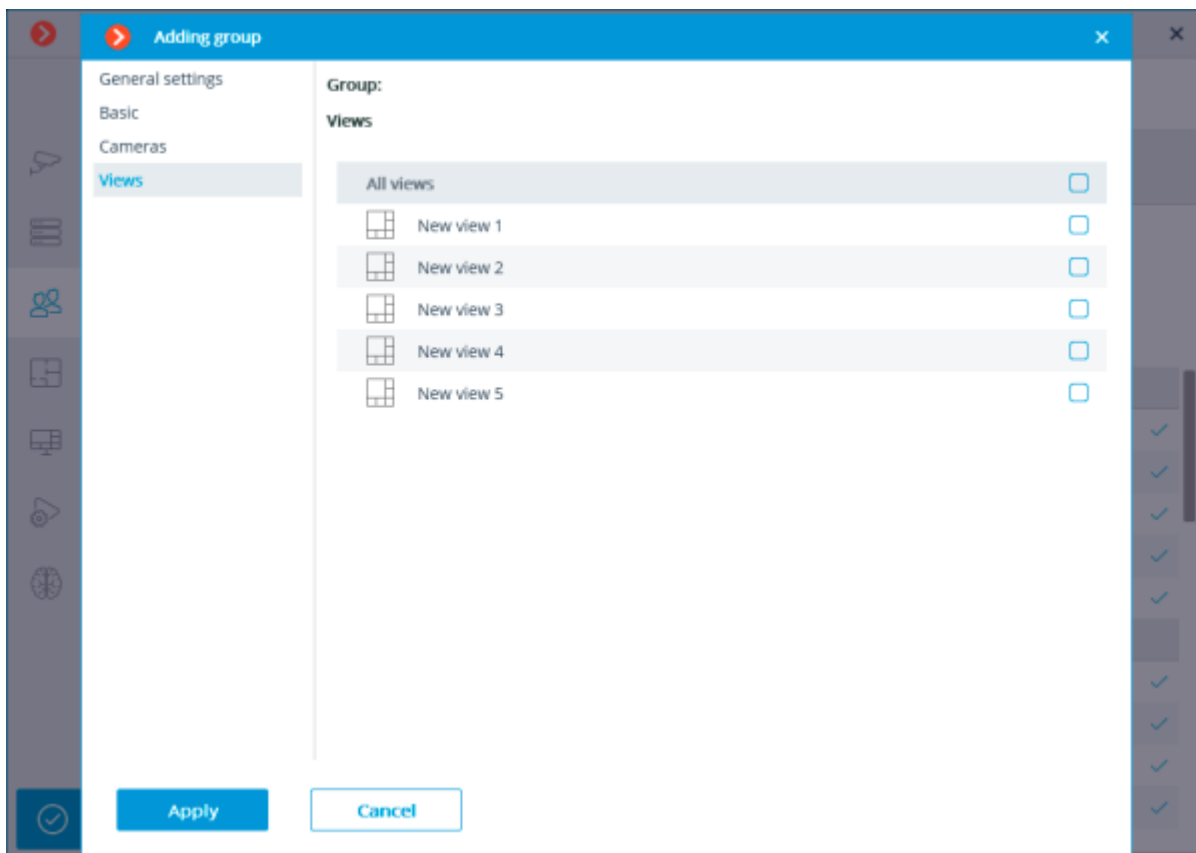 Adding group
General settings
Basic
Cameras
Views
Group:
Views
All views
New view 1
New view 2
New view 3
New view 4
New view 5
Apply
Cancel